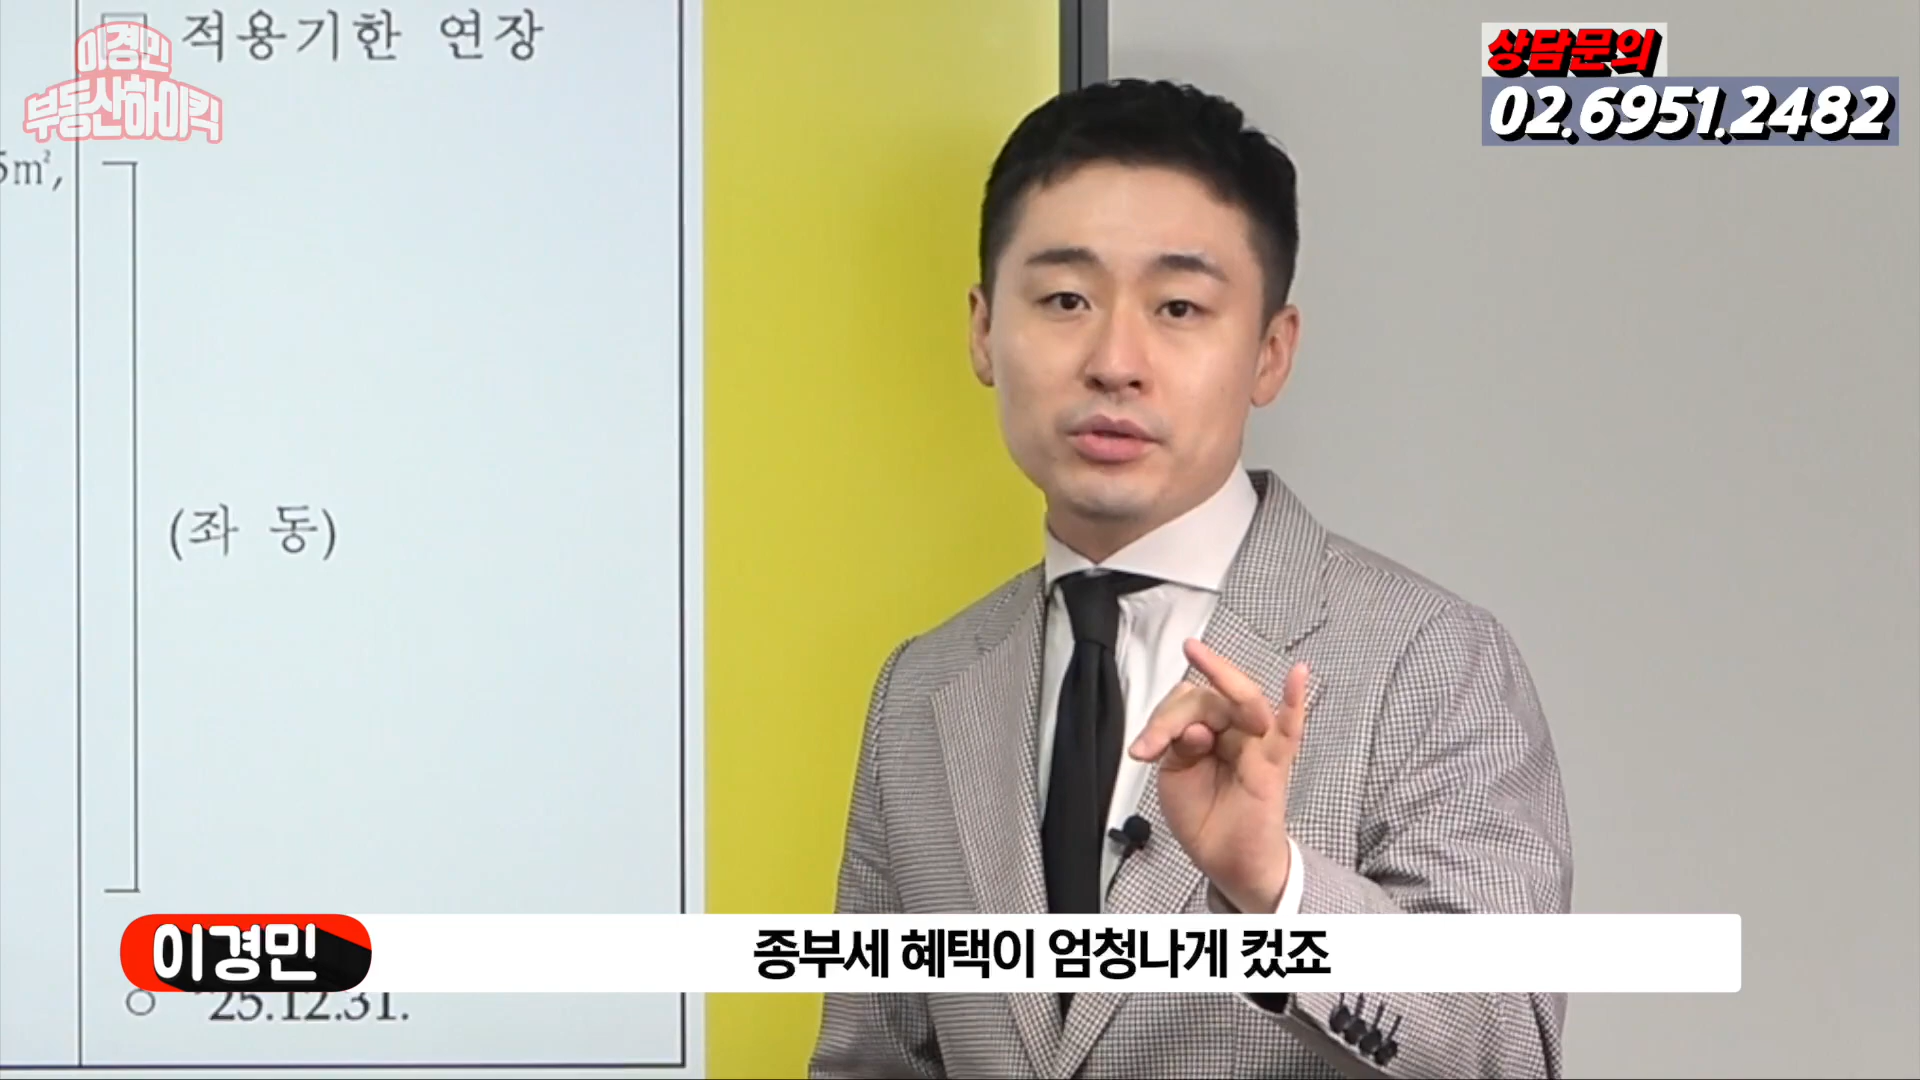 이경민
부동산하이킥
적용기한 연장
상담문의
02.6951.2482
5㎡,
(좌 동)
이경민
종부세 혜택이 엄청나게 컸죠
○ '25.12.31.